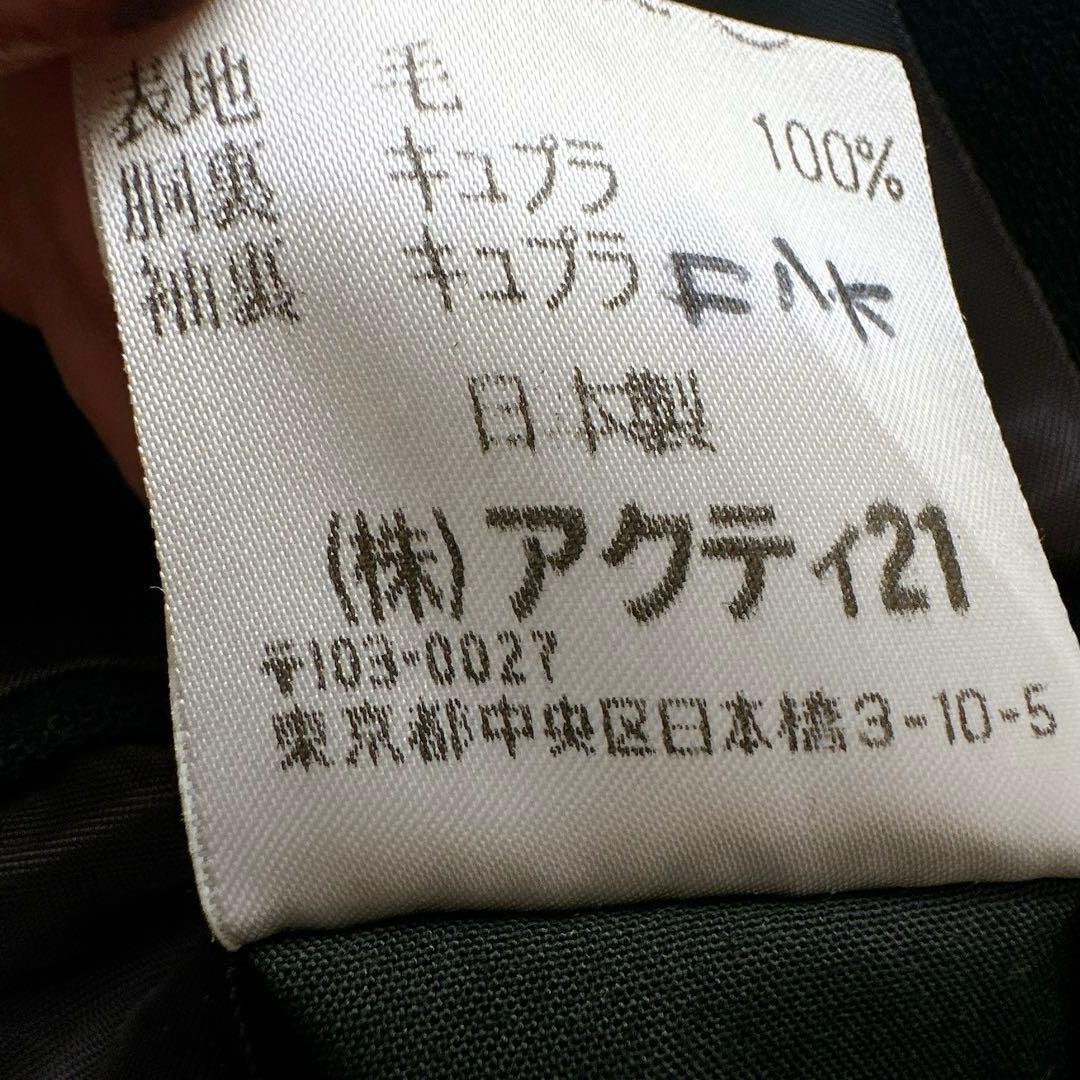 表地 毛 100%
胴裏 キュプラ
袖裏 キュプラ
日本製
(株)アクティ21
〒103-0027
東京都中央区日本橋3-10-5